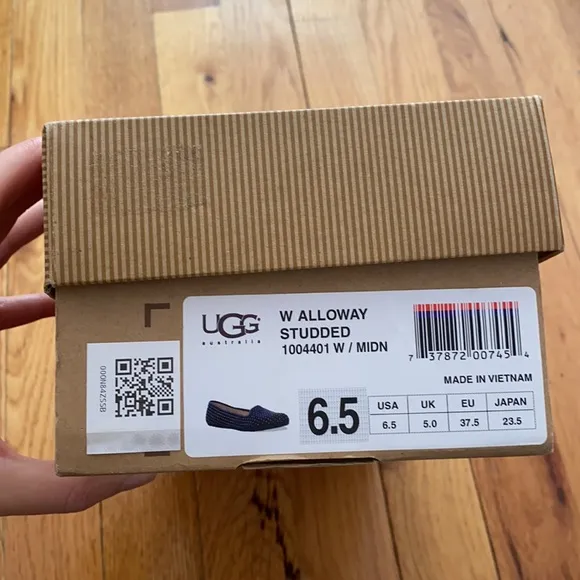 UGG
australia
W ALLOWAY
STUDDED
1004401 W / MIDN
7 37872 00745 4
MADE IN VIETNAM
6.5
USA UK EU JAPAN
6.5 5.0 37.5 23.5
000N84Z55B